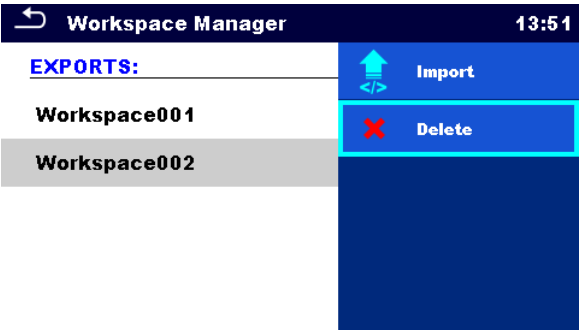 Workspace Manager 13:51
EXPORTS:
Workspace001
Workspace002
</> Import
Delete